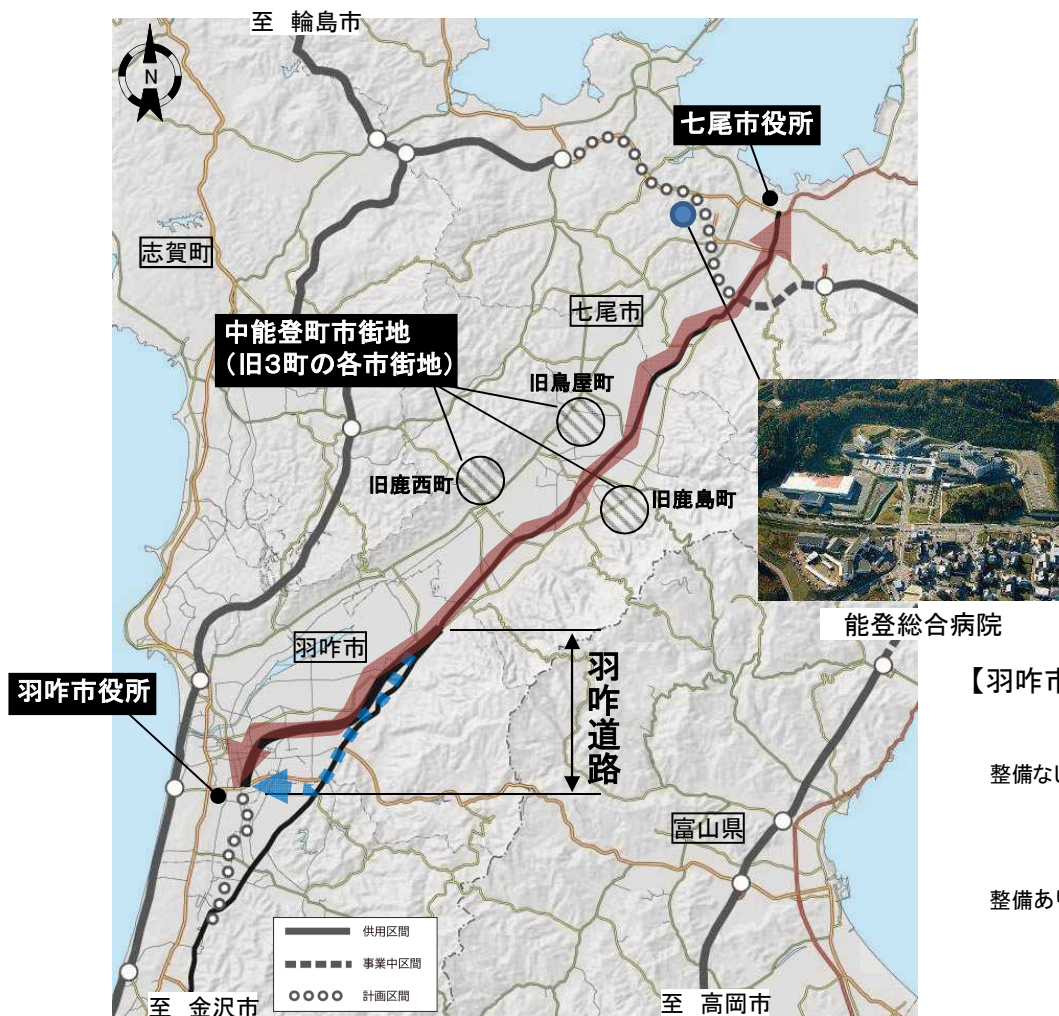 至 輪島市
N
七尾市役所
志賀町
七尾市
中能登町市街地
(旧3町の各市街地)
旧鳥屋町
旧鹿西町
旧鹿島町
能登総合病院
羽咋市
羽咋道路
羽咋市役所
【羽咋市
整備なし
富山県
整備あり
供用区間
事業中区間
計画区間
至 金沢市
至 高岡市